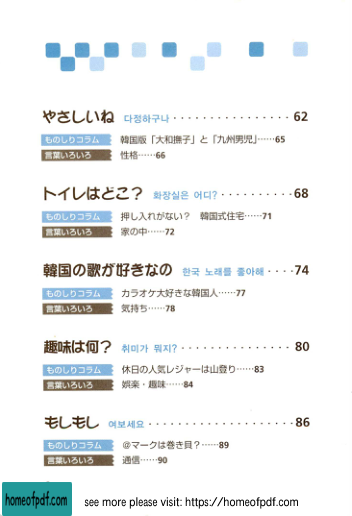 やさしいね 다정하구나 · · · · · · · · · · · · · · · · 62
ものしりコラム 韓国版「大和撫子」と「九州男児」……65
言葉いろいろ 性格……66
トイレはどこ? 화장실은 어디? · · · · · · · · · · 68
ものしりコラム 押し入れがない? 韓国式住宅……71
言葉いろいろ 家の中……72
韓国の歌が好きなの 한국 노래를 좋아해 · · · · 74
ものしりコラム カラオケ大好きな韓国人……77
言葉いろいろ 気持ち……78
趣味は何? 취미가 뭐지? · · · · · · · · · · · · · · · 80
ものしりコラム 休日の人気レジャーは山登り……83
言葉いろいろ 娯楽・趣味……84
もしもし 여보세요 · · · · · · · · · · · · · · · · · · · · 86
ものしりコラム @マークは巻き貝?……89
言葉いろいろ 通信……90
homeofpdf.com see more please visit: https://homeofpdf.com